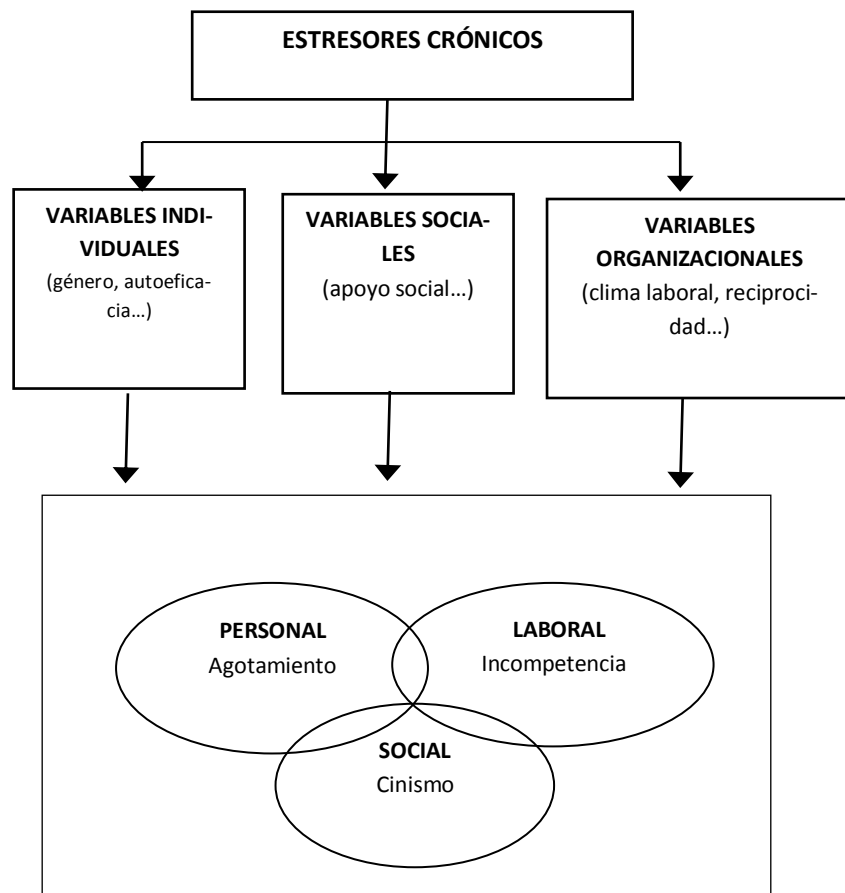 ESTRESORES CRÓNICOS
VARIABLES INDI-
VIDUALES
(género, autoefica-
cia…)
VARIABLES SOCIA-
LES
(apoyo social…)
VARIABLES
ORGANIZACIONALES
(clima laboral, reciproci-
dad…)
PERSONAL
Agotamiento
LABORAL
Incompetencia
SOCIAL
Cinismo